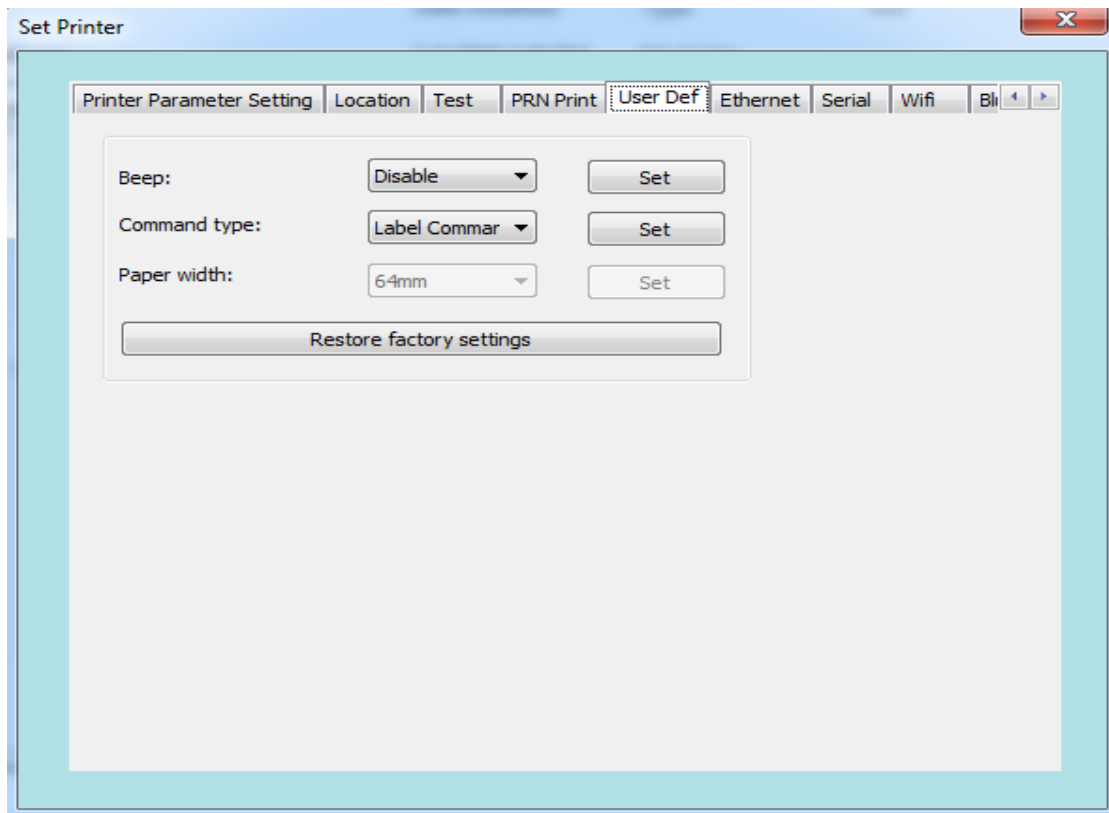 Set Printer
Printer Parameter Setting Location Test PRN Print User Def Ethernet Serial Wifi
Beep: Disable Set
Command type: Label Commar Set
Paper width: 64mm Set
Restore factory settings